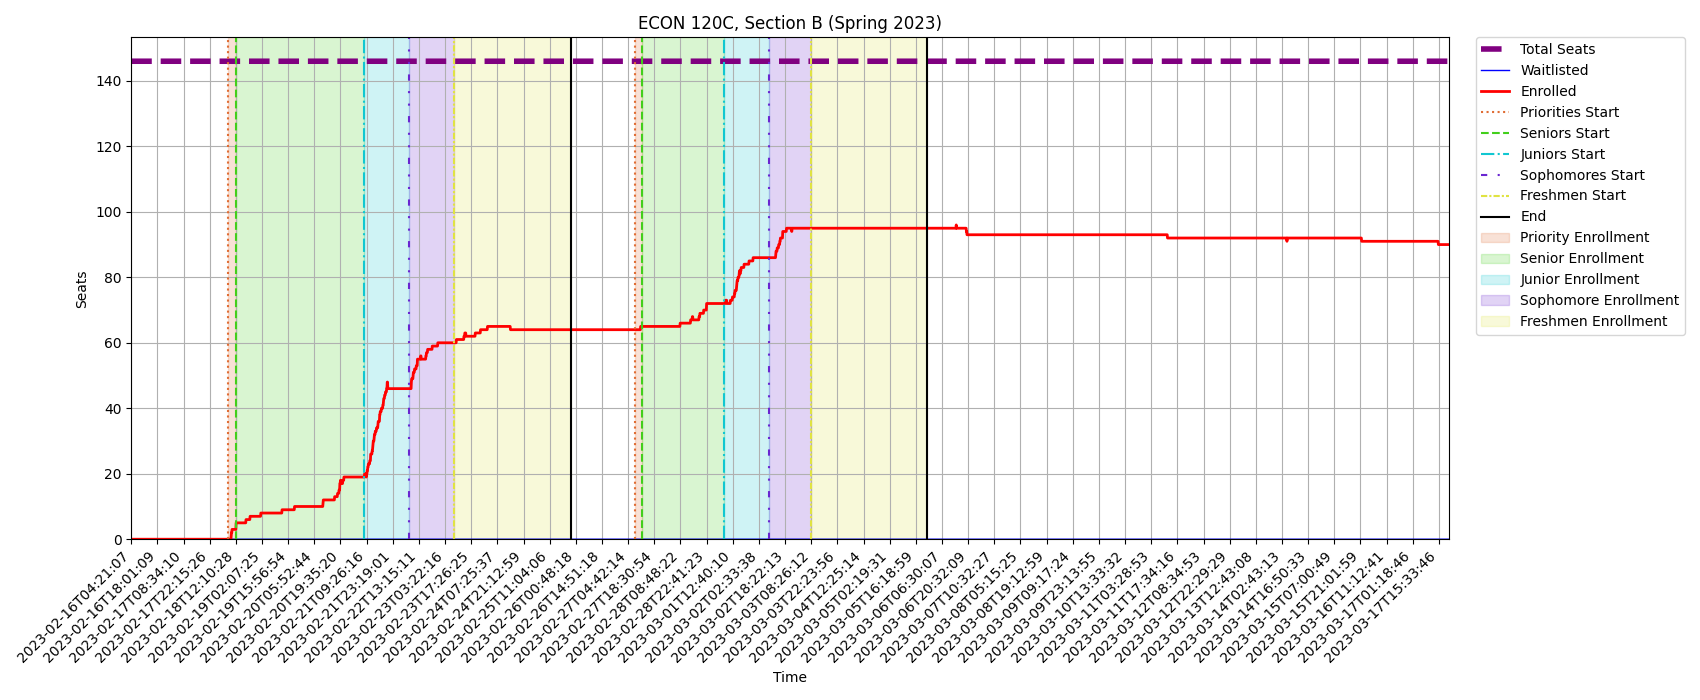 ECON 120C, Section B (Spring 2023)
Seats
140
120
100
80
60
40
20
0
2023-02-16T04:21:07
2023-02-16T18:01:09
2023-02-17T08:34:10
2023-02-17T22:15:26
2023-02-18T12:10:28
2023-02-19T02:07:25
2023-02-19T15:56:54
2023-02-20T05:52:44
2023-02-20T19:35:20
2023-02-21T09:26:16
2023-02-21T23:19:01
2023-02-22T13:15:11
2023-02-23T03:22:16
2023-02-24T07:25:37
2023-02-24T21:12:59
2023-02-25T11:04:06
2023-02-26T00:48:18
2023-02-26T14:51:18
2023-02-27T04:42:14
2023-02-27T18:30:54
2023-02-28T08:48:22
2023-02-28T22:41:23
2023-03-01T12:40:10
2023-03-02T02:33:38
2023-03-02T18:22:13
2023-03-03T08:26:12
2023-03-03T22:23:56
2023-03-04T12:25:14
2023-03-05T02:19:31
2023-03-05T16:18:59
2023-03-06T06:30:07
2023-03-06T20:32:09
2023-03-07T10:32:27
2023-03-08T05:15:25
2023-03-08T19:12:59
2023-03-09T09:17:24
2023-03-09T23:13:55
2023-03-10T13:33:32
2023-03-11T03:28:53
2023-03-11T17:34:16
2023-03-12T08:34:53
2023-03-12T22:29:29
2023-03-13T12:43:08
2023-03-14T02:43:13
2023-03-14T16:50:33
2023-03-15T07:00:49
2023-03-15T21:01:59
2023-03-16T11:12:41
2023-03-17T01:18:46
2023-03-17T15:33:46
Time
Total Seats
Waitlisted
Enrolled
Priorities Start
Seniors Start
Juniors Start
Sophomores Start
Freshmen Start
End
Priority Enrollment
Senior Enrollment
Junior Enrollment
Sophomore Enrollment
Freshmen Enrollment